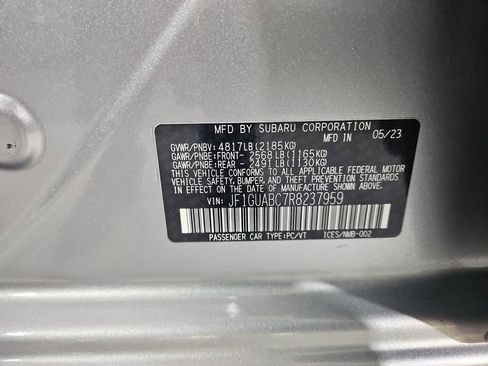 MFD BY SUBARU CORPORATION
MFD IN 05/23
GVWR/PNBV: 4817LB(2185KG)
GAWR/PNBE:FRONT- 2568LB(1165KG)
GAWR/PNBE:REAR - 2491LB(1130KG)
THIS VEHICLE CONFORMS TO ALL APPLICABLE FEDERAL MOTOR
VEHICLE SAFETY, BUMPER, AND THEFT PREVENTION STANDARDS
IN EFFECT ON THE DATE OF MANUFACTURE SHOWN ABOVE.
VIN: JF1GUABC7R8237959
PASSENGER CAR TYPE:PC/VT ICES/NMB-002